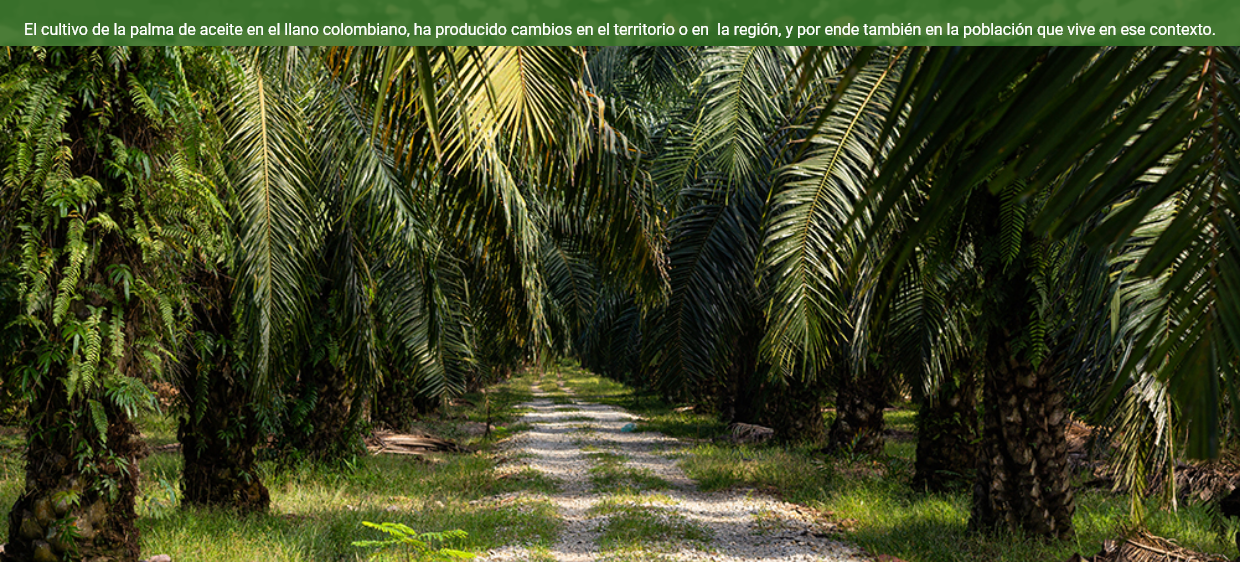 El cultivo de la palma de aceite en el llano colombiano, ha producido cambios en el territorio o en  la región, y por ende también en la población que vive en ese contexto.